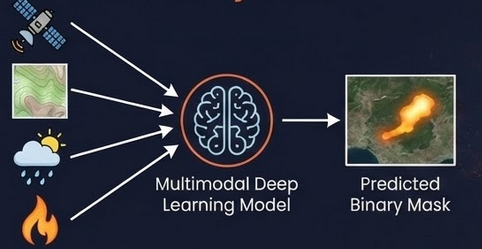 Multimodal Deep
Learning Model
Predicted
Binary Mask